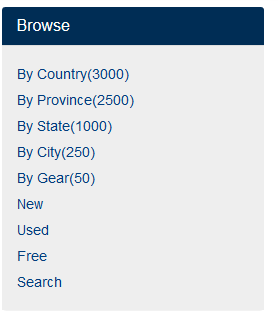 Browse
By Country(3000)
By Province(2500)
By State(1000)
By City(250)
By Gear(50)
New
Used
Free
Search